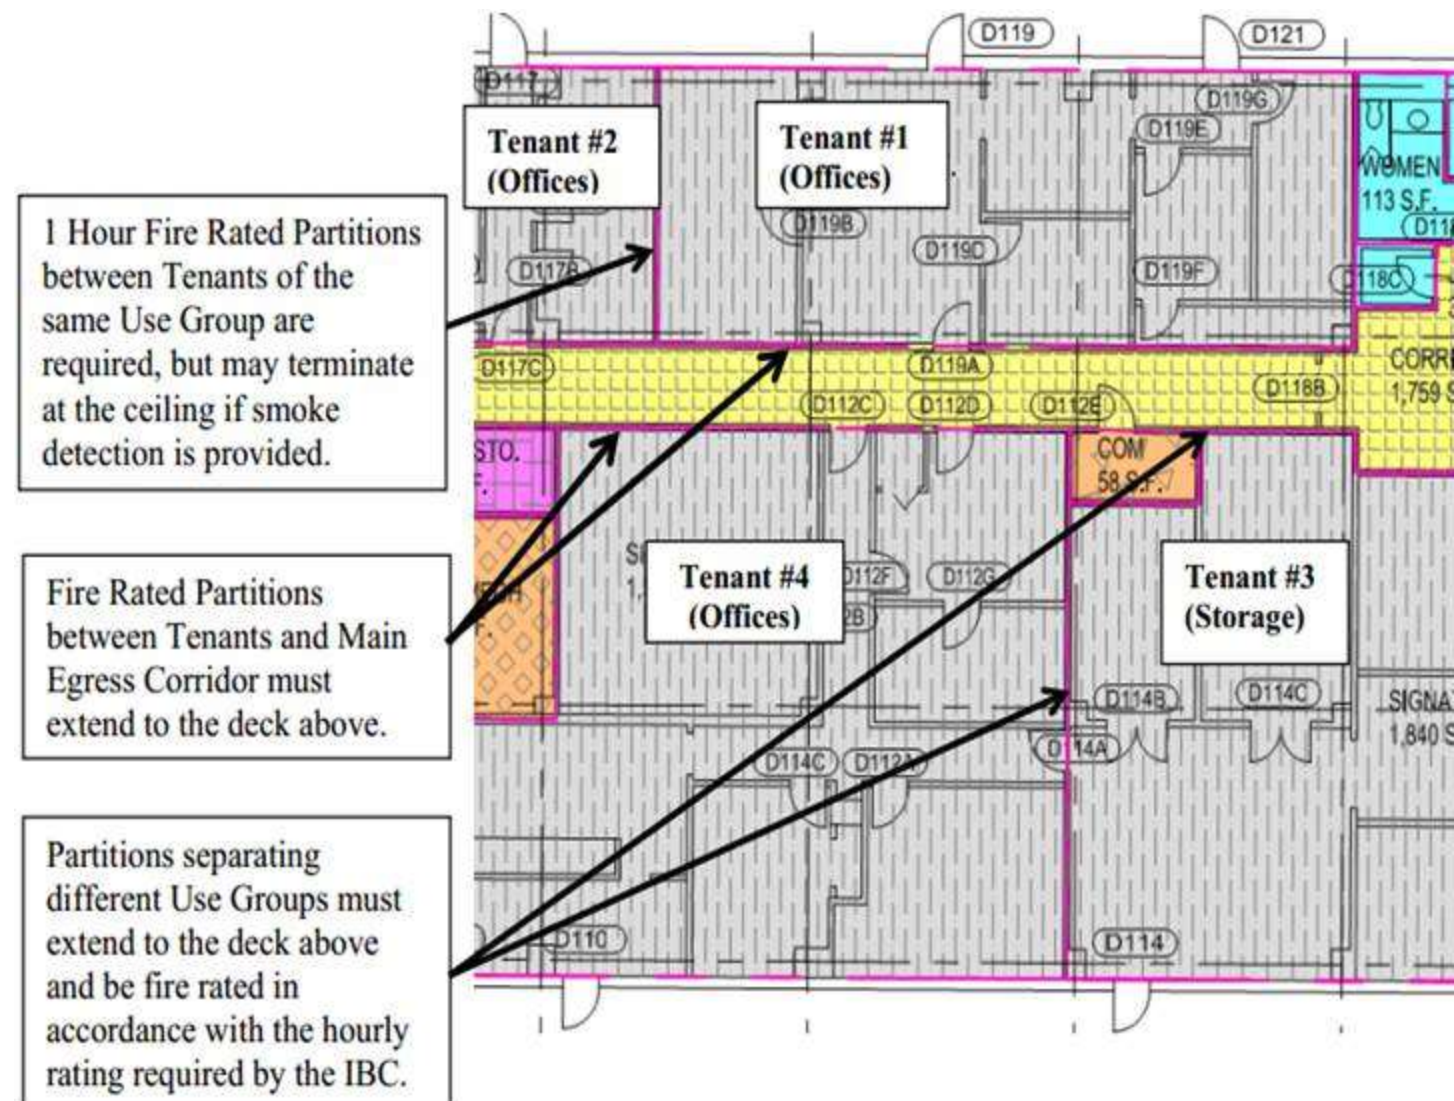 1 Hour Fire Rated Partitions
between Tenants of the
same Use Group are
required, but may terminate
at the ceiling if smoke
detection is provided.
Fire Rated Partitions
between Tenants and Main
Egress Corridor must
extend to the deck above.
Partitions separating
different Use Groups must
extend to the deck above
and be fire rated in
accordance with the hourly
rating required by the IBC.
D119
D121
D117
D119G
Tenant #2
(Offices)
Tenant #1
(Offices)
D119E
WOMEN
113 S.F.
D119B
D119D
D117B
D119F
D118C
D117C
D119A
D118B
CORRI
1,759 S
D112C
D112D
D112E
STO.
F.
COM
58 S.F.
Tenant #4
(Offices)
D112F
D112G
2B
Tenant #3
(Storage)
D114B
D114C
SIGNA
1,840 S
D114A
D114C
D112A
D110
D114